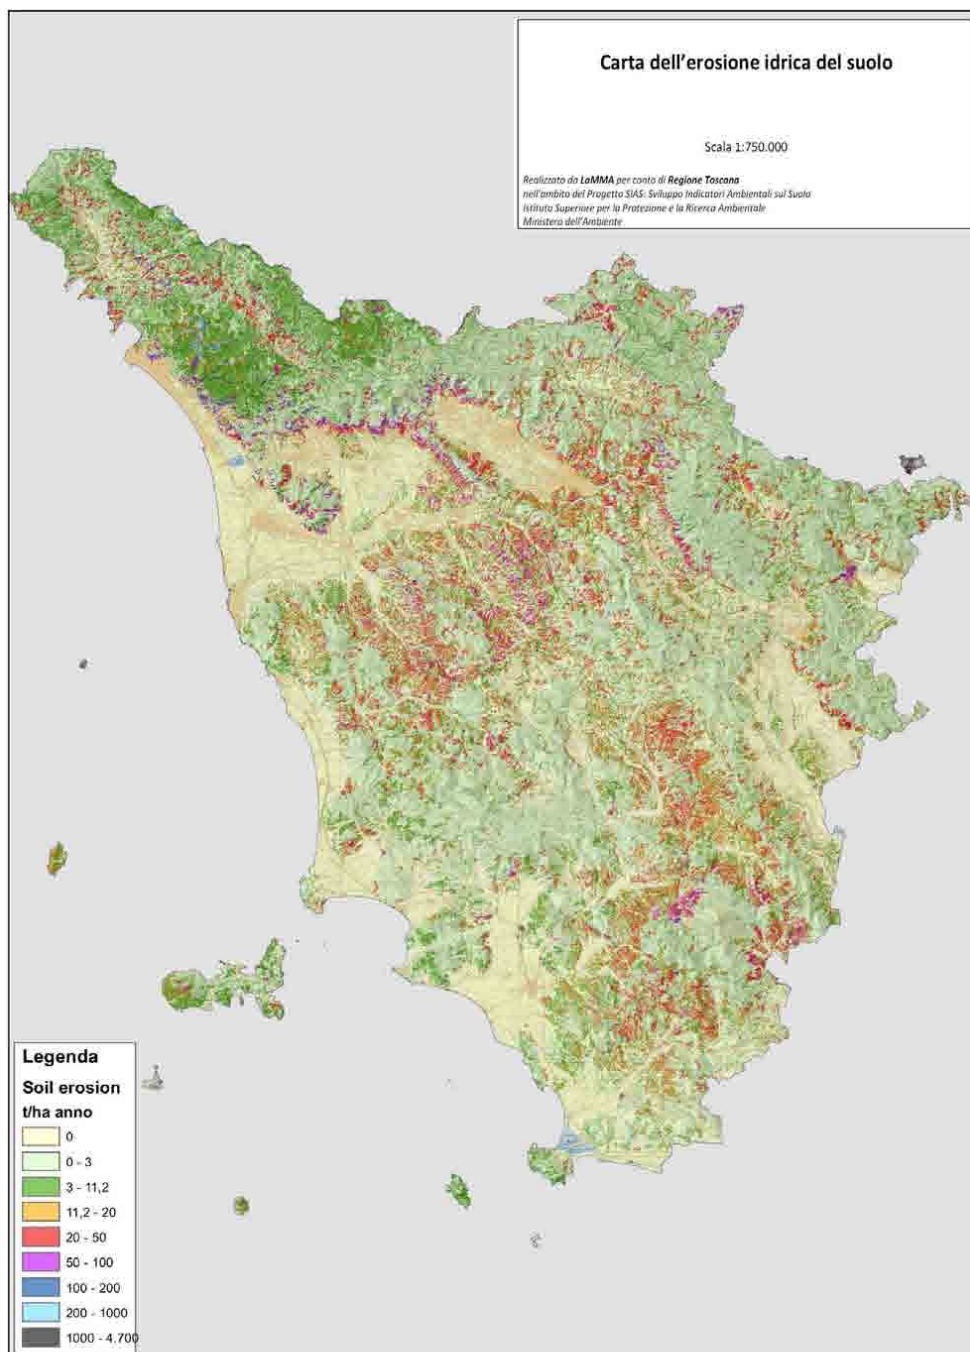 Carta dell'erosione idrica del suolo
Scala 1:750.000
Realizzato da LaMMA per conto di Regione Toscana
nell'ambito del Progetto SIAS: Sviluppo Indicatori Ambientali sul Suolo
Istituto Superiore per la Protezione e la Ricerca Ambientale
Ministero dell'Ambiente
Legenda
Soil erosion
t/ha anno
0
0 - 3
3 - 11,2
11,2 - 20
20 - 50
50 - 100
100 - 200
200 - 1000
1000 - 4.700